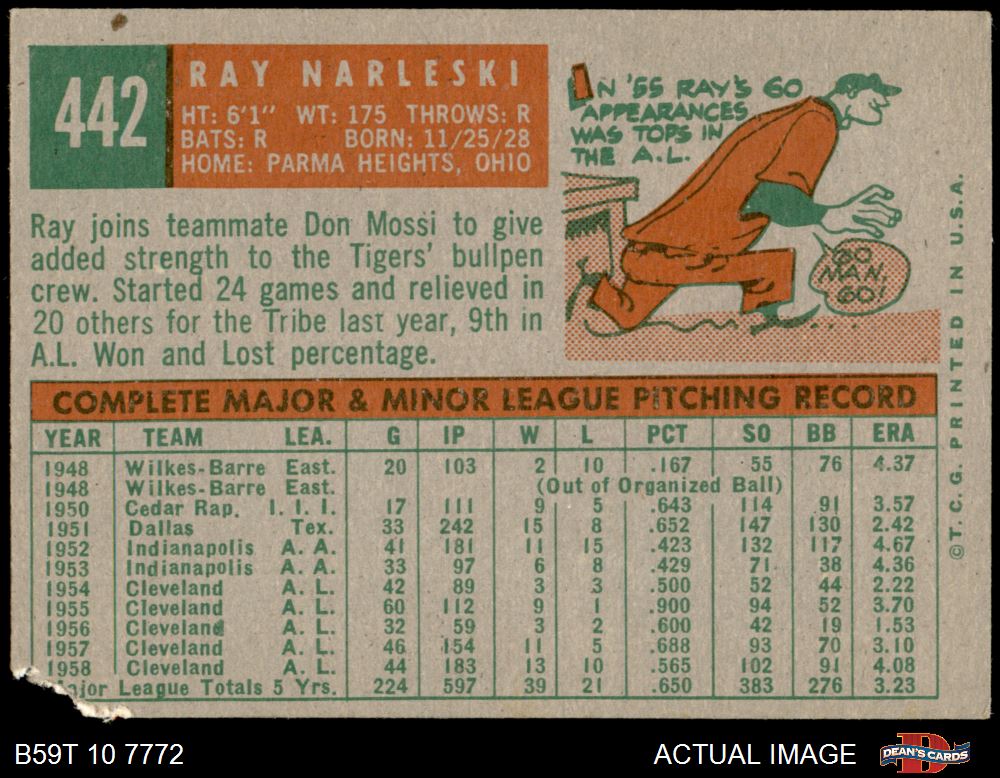 442
RAY NARLESKI
HT: 6'1" WT: 175 THROWS: R
BATS: R BORN: 11/25/28
HOME: PARMA HEIGHTS, OHIO
IN '55 RAY'S 60
APPEARANCES
WAS TOPS IN
THE A.L.
GO
MAN,
GO!
Ray joins teammate Don Mossi to give
added strength to the Tigers' bullpen
crew. Started 24 games and relieved in
20 others for the Tribe last year, 9th in
A.L. Won and Lost percentage.
COMPLETE MAJOR & MINOR LEAGUE PITCHING RECORD
YEAR TEAM LEA. G IP W L PCT SO BB ERA
1948 Wilkes-Barre East. 20 103 2 10 .167 55 76 4.37
1948 Wilkes-Barre East. (Out of Organized Ball)
1950 Cedar Rap. I. I. I. 17 111 9 5 .643 114 91 3.57
1951 Dallas Tex. 33 242 15 8 .652 147 130 2.42
1952 Indianapolis A. A. 41 181 11 15 .423 132 117 4.67
1953 Indianapolis A. A. 33 97 6 8 .429 71 38 4.36
1954 Cleveland A. L. 42 89 3 3 .500 52 44 2.22
1955 Cleveland A. L. 60 112 9 1 .900 94 52 3.70
1956 Cleveland A. L. 32 59 3 2 .600 42 19 1.53
1957 Cleveland A. L. 46 154 11 5 .688 93 70 3.10
1958 Cleveland A. L. 44 183 13 10 .565 102 91 4.08
ajor League Totals 5 Yrs. 224 597 39 21 .650 383 276 3.23
©T. C. G. PRINTED IN U.S.A.
B59T 10 7772
ACTUAL IMAGE
D
DEAN'S CARDS